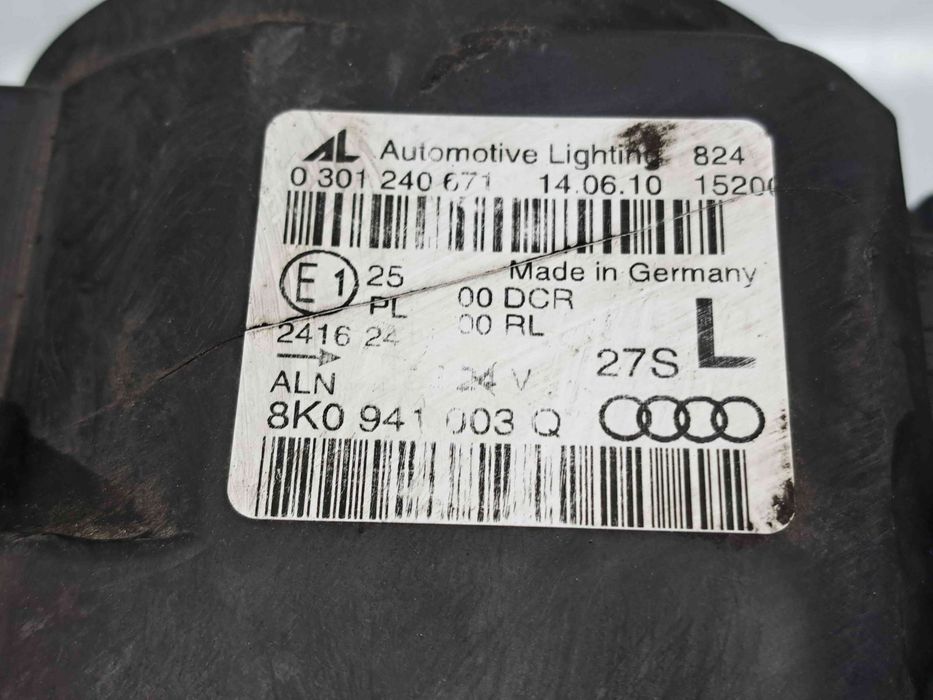 AL Automotive Lighting 824
0 301 240 671 14.06.10
Made in Germany
E1 25 00 DCR
PL 00 RL
2416 24 L
27S
ALN V
8K0 941 003 Q